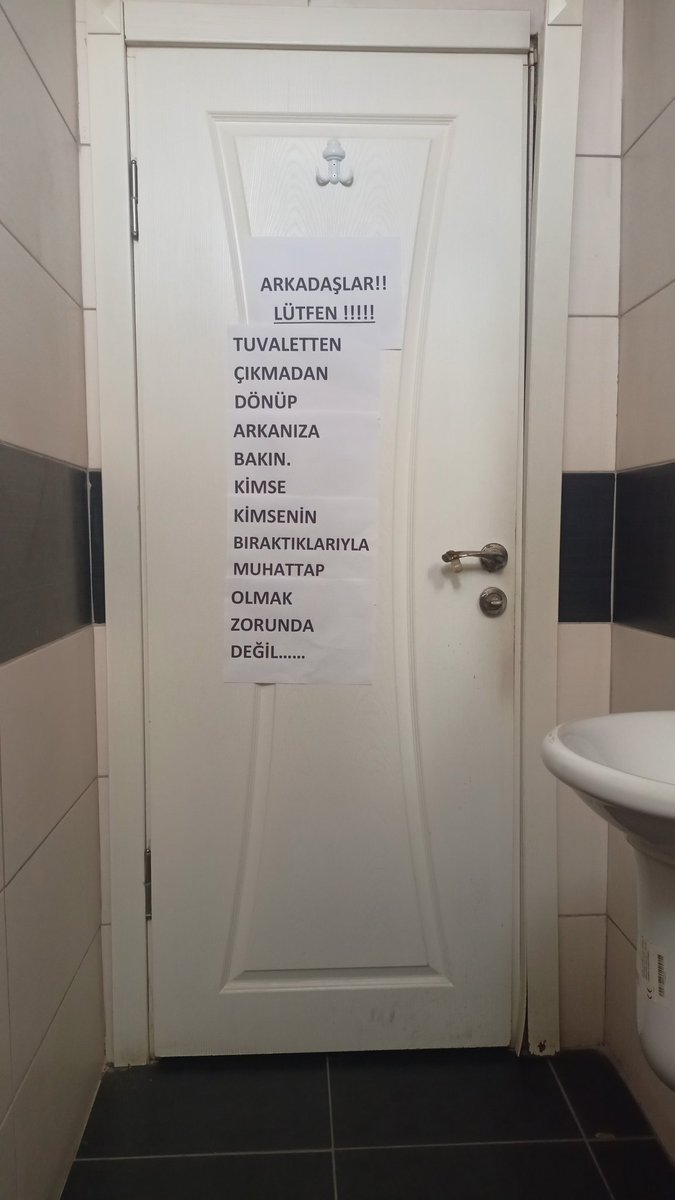 ARKADAŞLAR!!
LÜTFEN !!!!!
TUVALETTEN
ÇIKMADAN
DÖNÜP
ARKANIZA
BAKIN.
KİMSE
KİMSENİN
BIRAKTIKLARIYLA
MUHATTAP
OLMAK
ZORUNDA
DEĞİL......